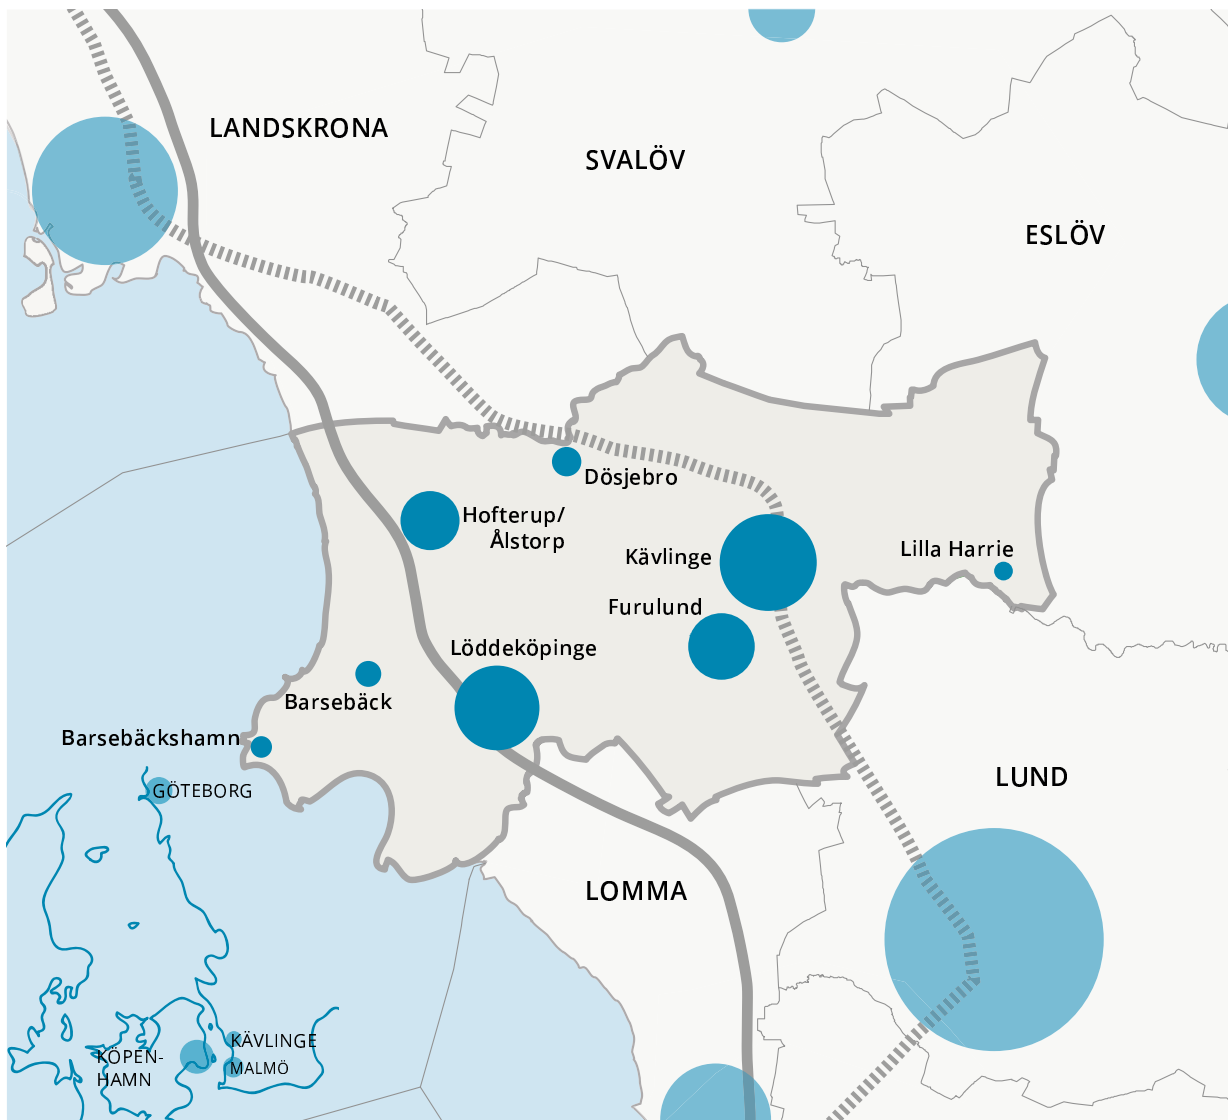 LANDSKRONA
SVALÖV
ESLÖV
Dösjebro
Hofterup/
Ålstorp
Kävlinge
Lilla Harrie
Furulund
Löddeköpinge
Barsebäck
Barsebäckshamn
LUND
GÖTEBORG
LOMMA
KÄVLINGE
KÖPEN-
HAMN
MALMÖ